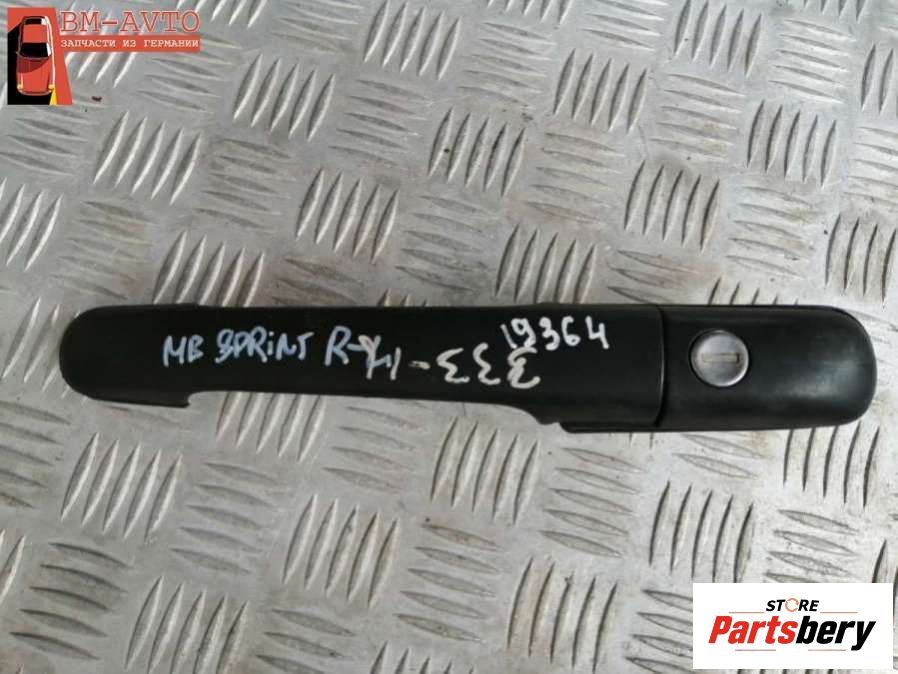 BM-AVTO
ЗАПЧАСТИ ИЗ ГЕРМАНИИ
19364
MB SPRINT R-
STORE
Partsbery